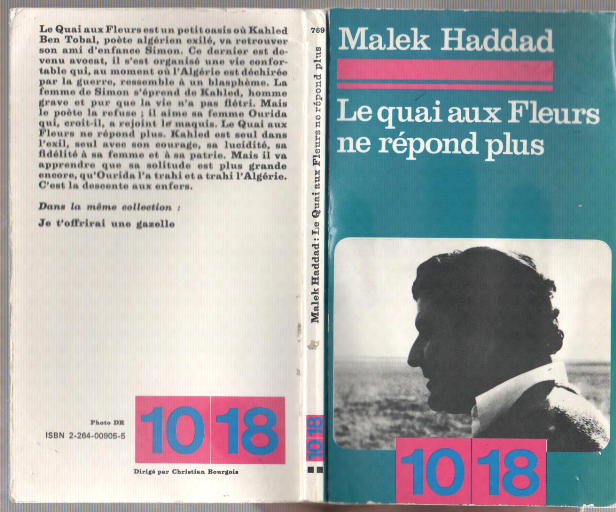 Le Quai aux Fleurs est un petit oasis où Kahled
Ben Tobal, poète algérien exilé, va retrouver
son ami d'enfance Simon. Ce dernier est de-
venu avocat, il s'est organisé une vie confor-
table qui, au moment où l'Algérie est déchirée
par la guerre, ressemble à un blasphème. La
femme de Simon s'éprend de Kahled, homme
grave et pur que la vie n'a pas flétri. Mais
le poète la refuse ; il aime sa femme Ourida
qui, croit-il, a rejoint le maquis. Le Quai aux
Fleurs ne répond plus. Kahled est seul dans
l'exil, seul avec son courage, sa lucidité, sa
fidélité à sa femme et à sa patrie. Mais il va
apprendre que sa solitude est plus grande
encore, qu'Ourida l'a trahi et a trahi l'Algérie.
C'est la descente aux enfers.
Dans la même collection :
Je t'offrirai une gazelle
Photo DR
ISBN 2-264-00905-5
10 18
Dirigé par Christian Bourgois
769
Malek Haddad : Le Quai aux Fleurs ne répond plus
10 18
Malek Haddad
Le quai aux Fleurs
ne répond plus
10 18